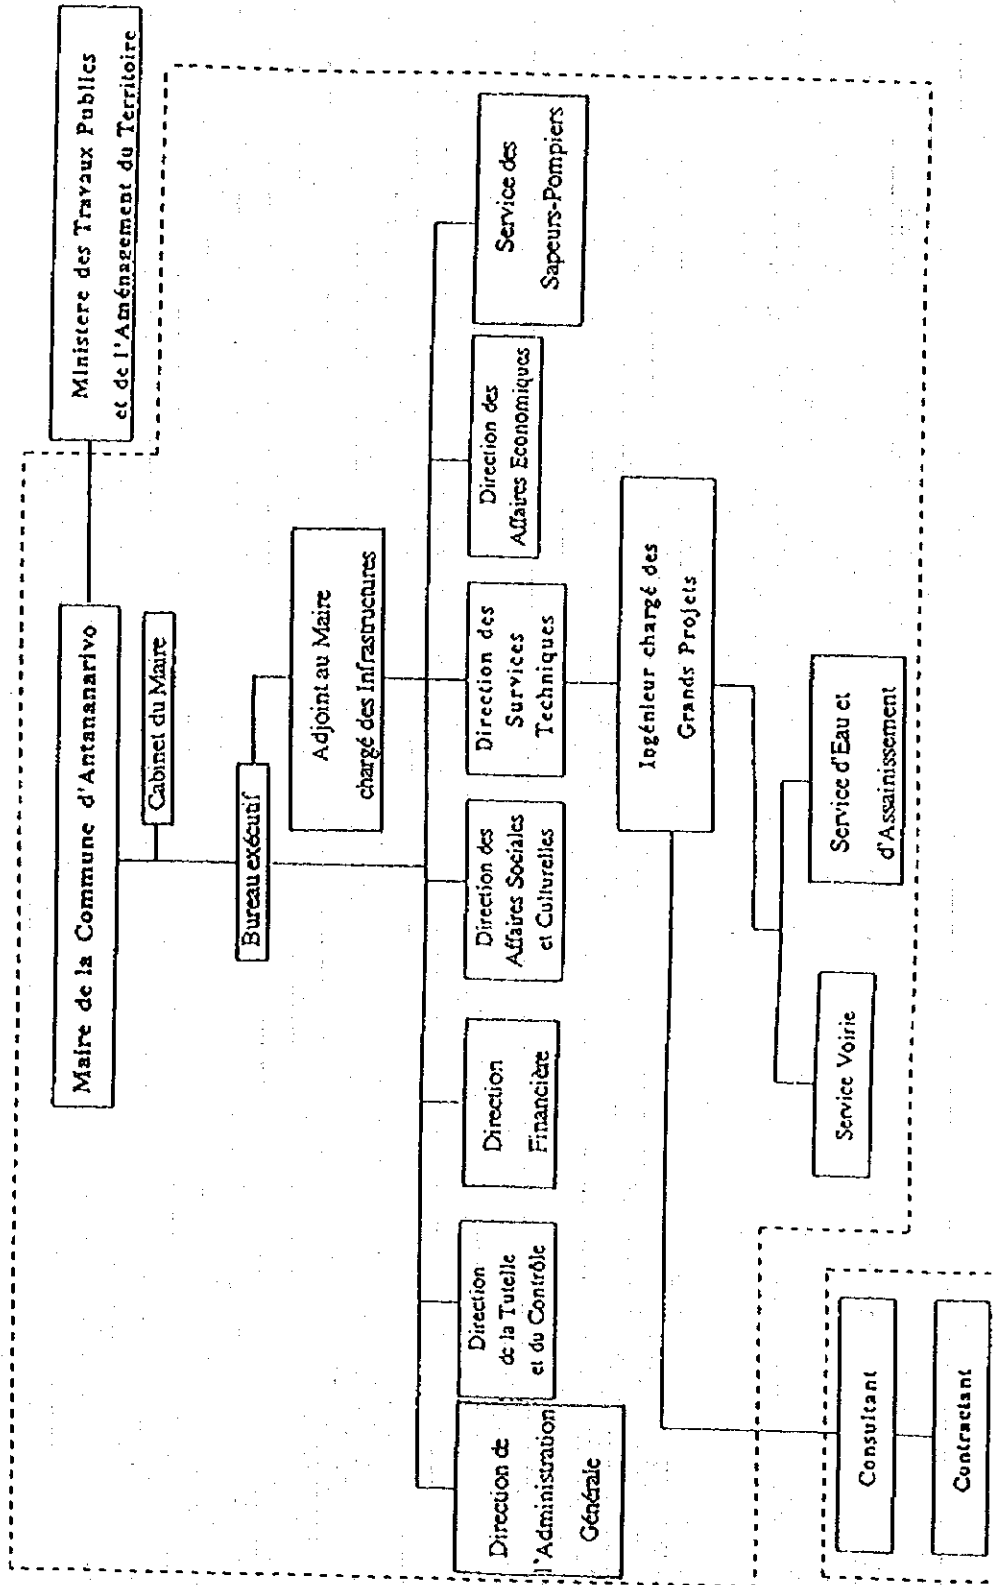 Ministere des Travaux Publics
et de l'Aménagement du Territoire
Maire de la Commune d'Antananarivo
Cabinet du Maire
Bureau exécutif
Adjoint au Maire
chargé des Infrastructures
Direction de
l'Administration
Générale
Direction
de la Tutelle
et du Contrôle
Direction
Financière
Direction des
Affaires Sociales
et Culturelles
Direction des
Survices
Techniques
Direction des
Affaires Economiques
Service des
Sapeurs-Pompiers
Ingénieur chargé des
Grands Projets
Service Voirie
Service d'Eau et
d'Assainissement
Consultant
Contractant